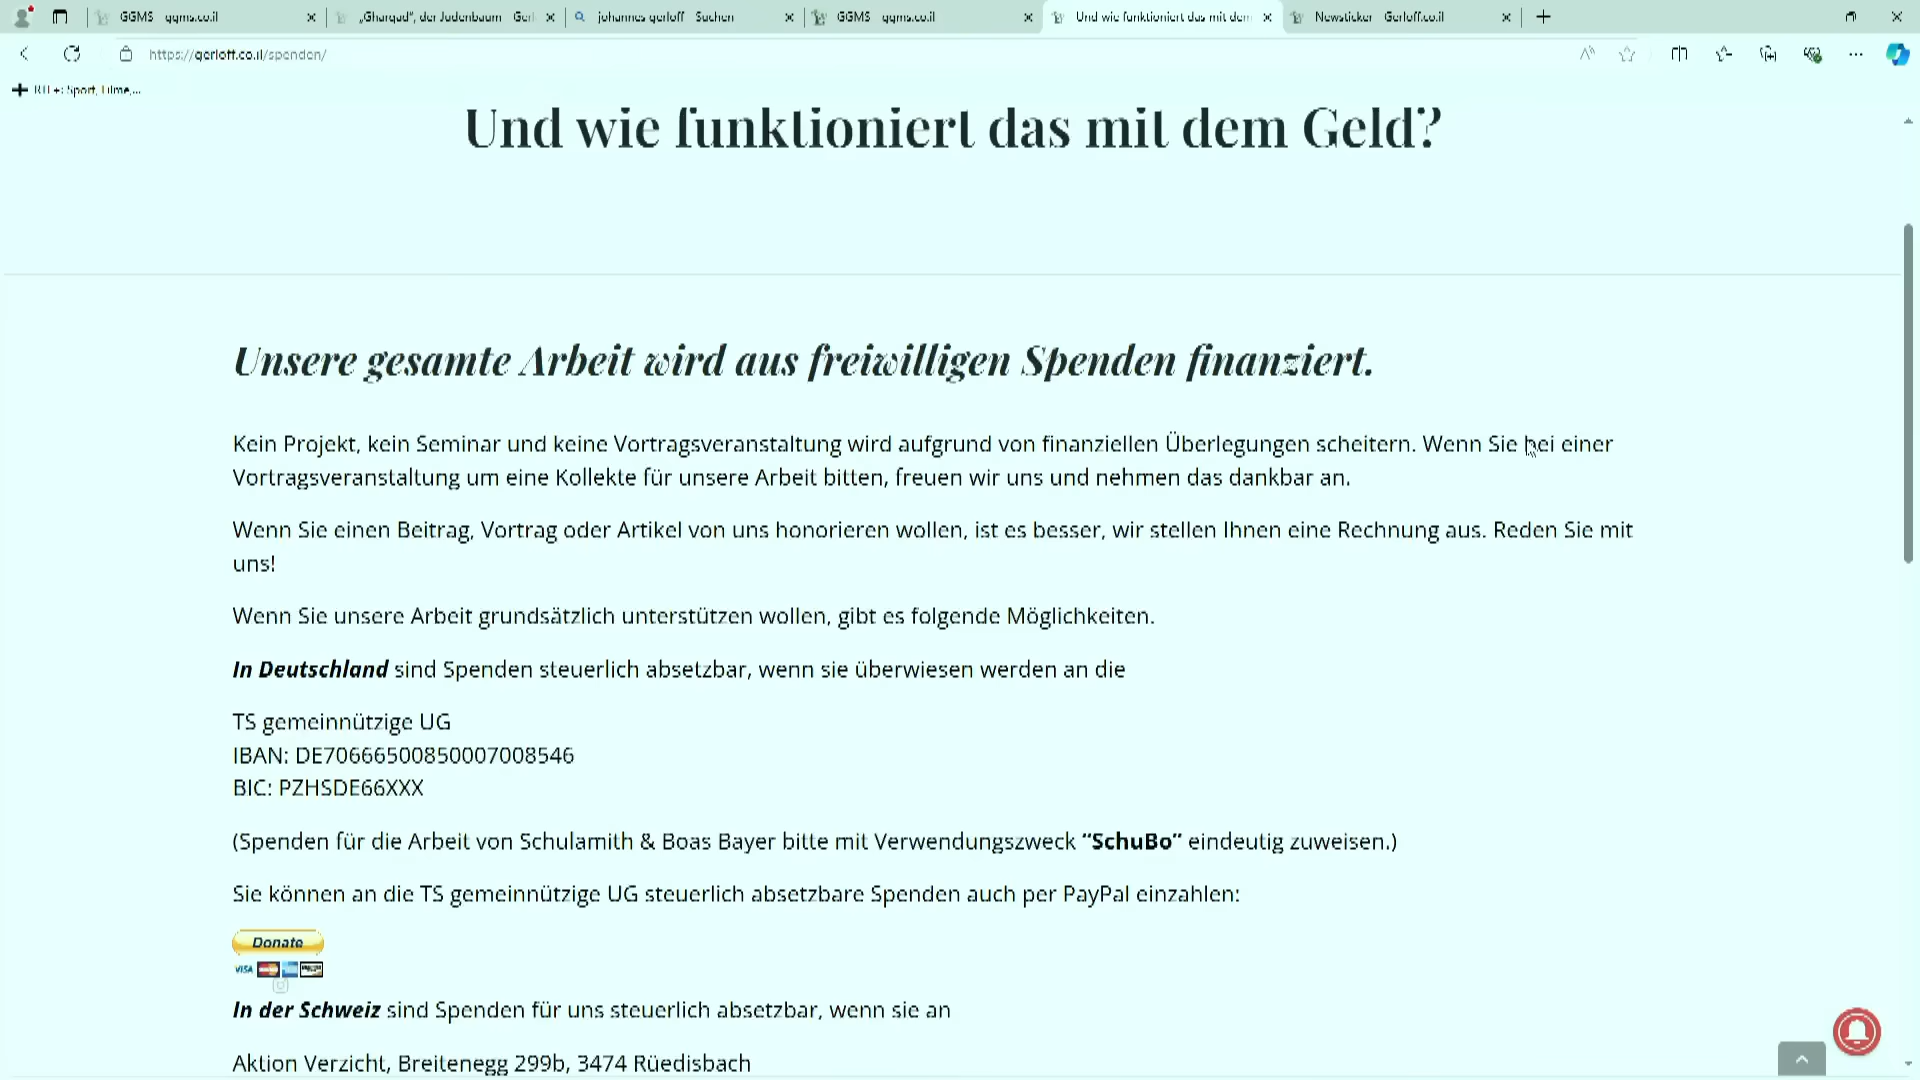 GGMS ggms.co.il
„Gharqad“, der Judenbaum Gerl
johannes gerloff Suchen
GGMS ggms.co.il
Und wie funktioniert das mit dem
Newsticker Gerloff.co.il
https://gerloff.co.il/spenden/
RTL+: Sport, Filme,...
Und wie funktioniert das mit dem Geld?
Unsere gesamte Arbeit wird aus freiwilligen Spenden finanziert.
Kein Projekt, kein Seminar und keine Vortragsveranstaltung wird aufgrund von finanziellen Überlegungen scheitern. Wenn Sie bei einer
Vortragsveranstaltung um eine Kollekte für unsere Arbeit bitten, freuen wir uns und nehmen das dankbar an.
Wenn Sie einen Beitrag, Vortrag oder Artikel von uns honorieren wollen, ist es besser, wir stellen Ihnen eine Rechnung aus. Reden Sie mit
uns!
Wenn Sie unsere Arbeit grundsätzlich unterstützen wollen, gibt es folgende Möglichkeiten.
In Deutschland sind Spenden steuerlich absetzbar, wenn sie überwiesen werden an die
TS gemeinnützige UG
IBAN: DE70666500850007008546
BIC: PZHSDE66XXX
(Spenden für die Arbeit von Schulamith & Boas Bayer bitte mit Verwendungszweck “SchuBo” eindeutig zuweisen.)
Sie können an die TS gemeinnützige UG steuerlich absetzbare Spenden auch per PayPal einzahlen:
Donate
VISA
In der Schweiz sind Spenden für uns steuerlich absetzbar, wenn sie an
Aktion Verzicht, Breitenegg 299b, 3474 Rüedisbach